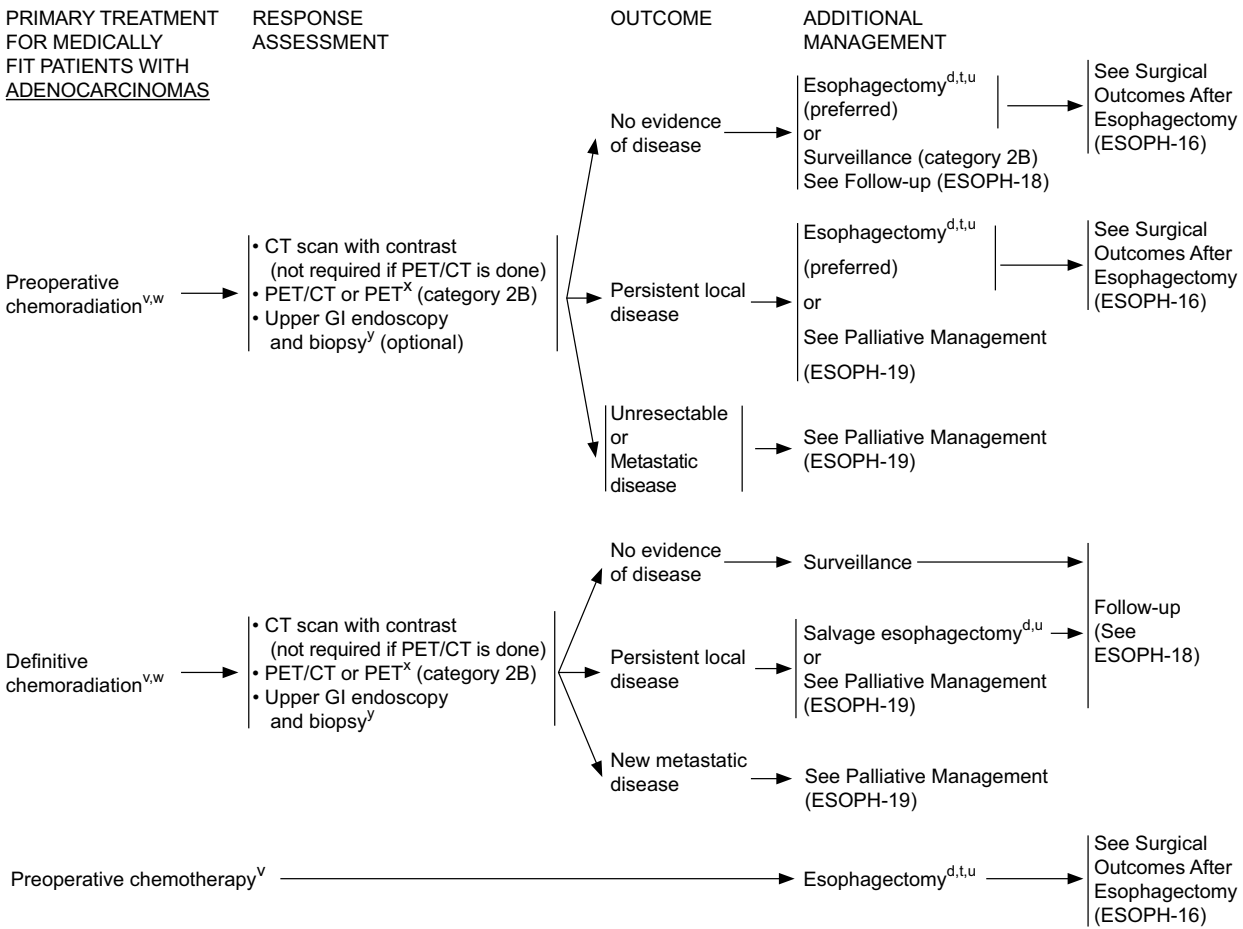 PRIMARY TREATMENT
FOR MEDICALLY
FIT PATIENTS WITH
ADENOCARCINOMAS
RESPONSE
ASSESSMENT
OUTCOME
ADDITIONAL
MANAGEMENT
Preoperative
chemoradiationv,w
• CT scan with contrast
(not required if PET/CT is done)
• PET/CT or PETx (category 2B)
• Upper GI endoscopy
and biopsyy (optional)
No evidence
of disease
Esophagectomyd,t,u
(preferred)
or
Surveillance (category 2B)
See Follow-up (ESOPH-18)
See Surgical
Outcomes After
Esophagectomy
(ESOPH-16)
Persistent local
disease
Esophagectomyd,t,u
(preferred)
or
See Palliative Management
(ESOPH-19)
See Surgical
Outcomes After
Esophagectomy
(ESOPH-16)
Unresectable
or
Metastatic
disease
See Palliative Management
(ESOPH-19)
Definitive
chemoradiationv,w
• CT scan with contrast
(not required if PET/CT is done)
• PET/CT or PETx (category 2B)
• Upper GI endoscopy
and biopsyy
No evidence
of disease
Surveillance
Persistent local
disease
Salvage esophagectomyd,u
or
See Palliative Management
(ESOPH-19)
Follow-up
(See
ESOPH-18)
New metastatic
disease
See Palliative Management
(ESOPH-19)
Preoperative chemotherapyv
Esophagectomyd,t,u
See Surgical
Outcomes After
Esophagectomy
(ESOPH-16)